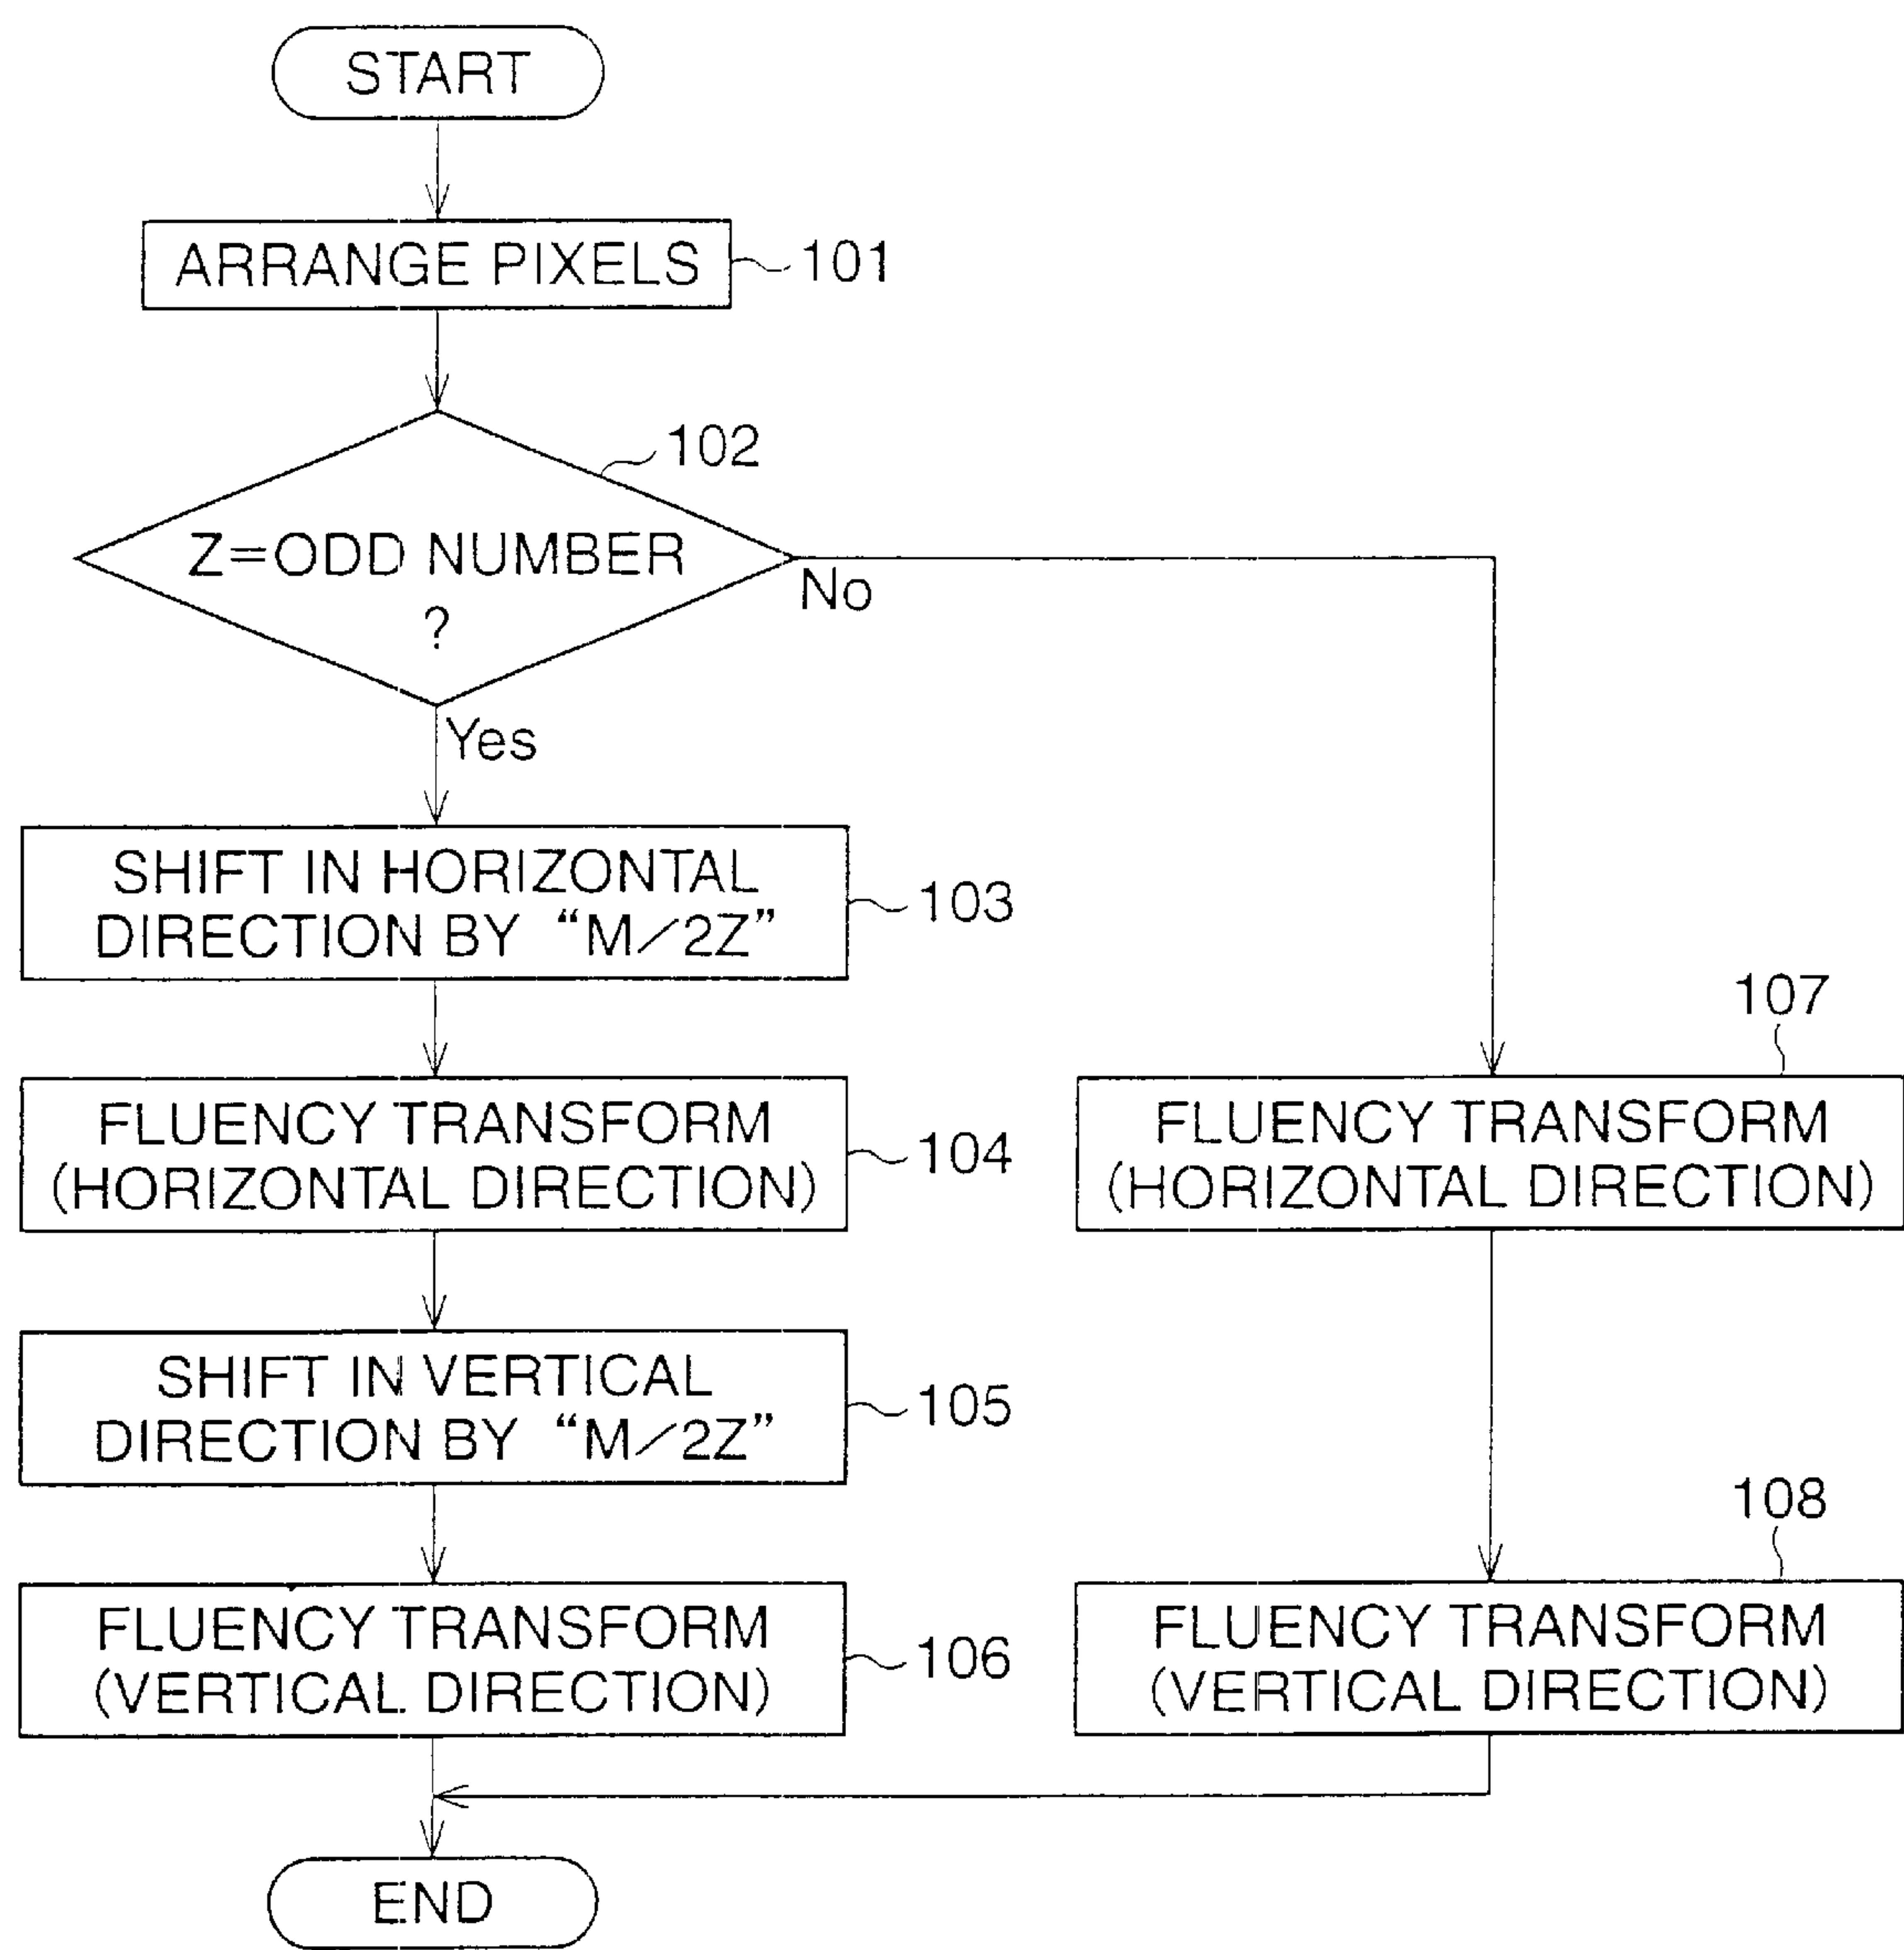 START
ARRANGE PIXELS
101
102
Z=ODD NUMBER
?
No
Yes
SHIFT IN HORIZONTAL
DIRECTION BY “M/2Z”
103
FLUENCY TRANSFORM
(HORIZONTAL DIRECTION)
104
107
FLUENCY TRANSFORM
(HORIZONTAL DIRECTION)
SHIFT IN VERTICAL
DIRECTION BY “M/2Z”
105
FLUENCY TRANSFORM
(VERTICAL DIRECTION)
106
108
FLUENCY TRANSFORM
(VERTICAL DIRECTION)
END